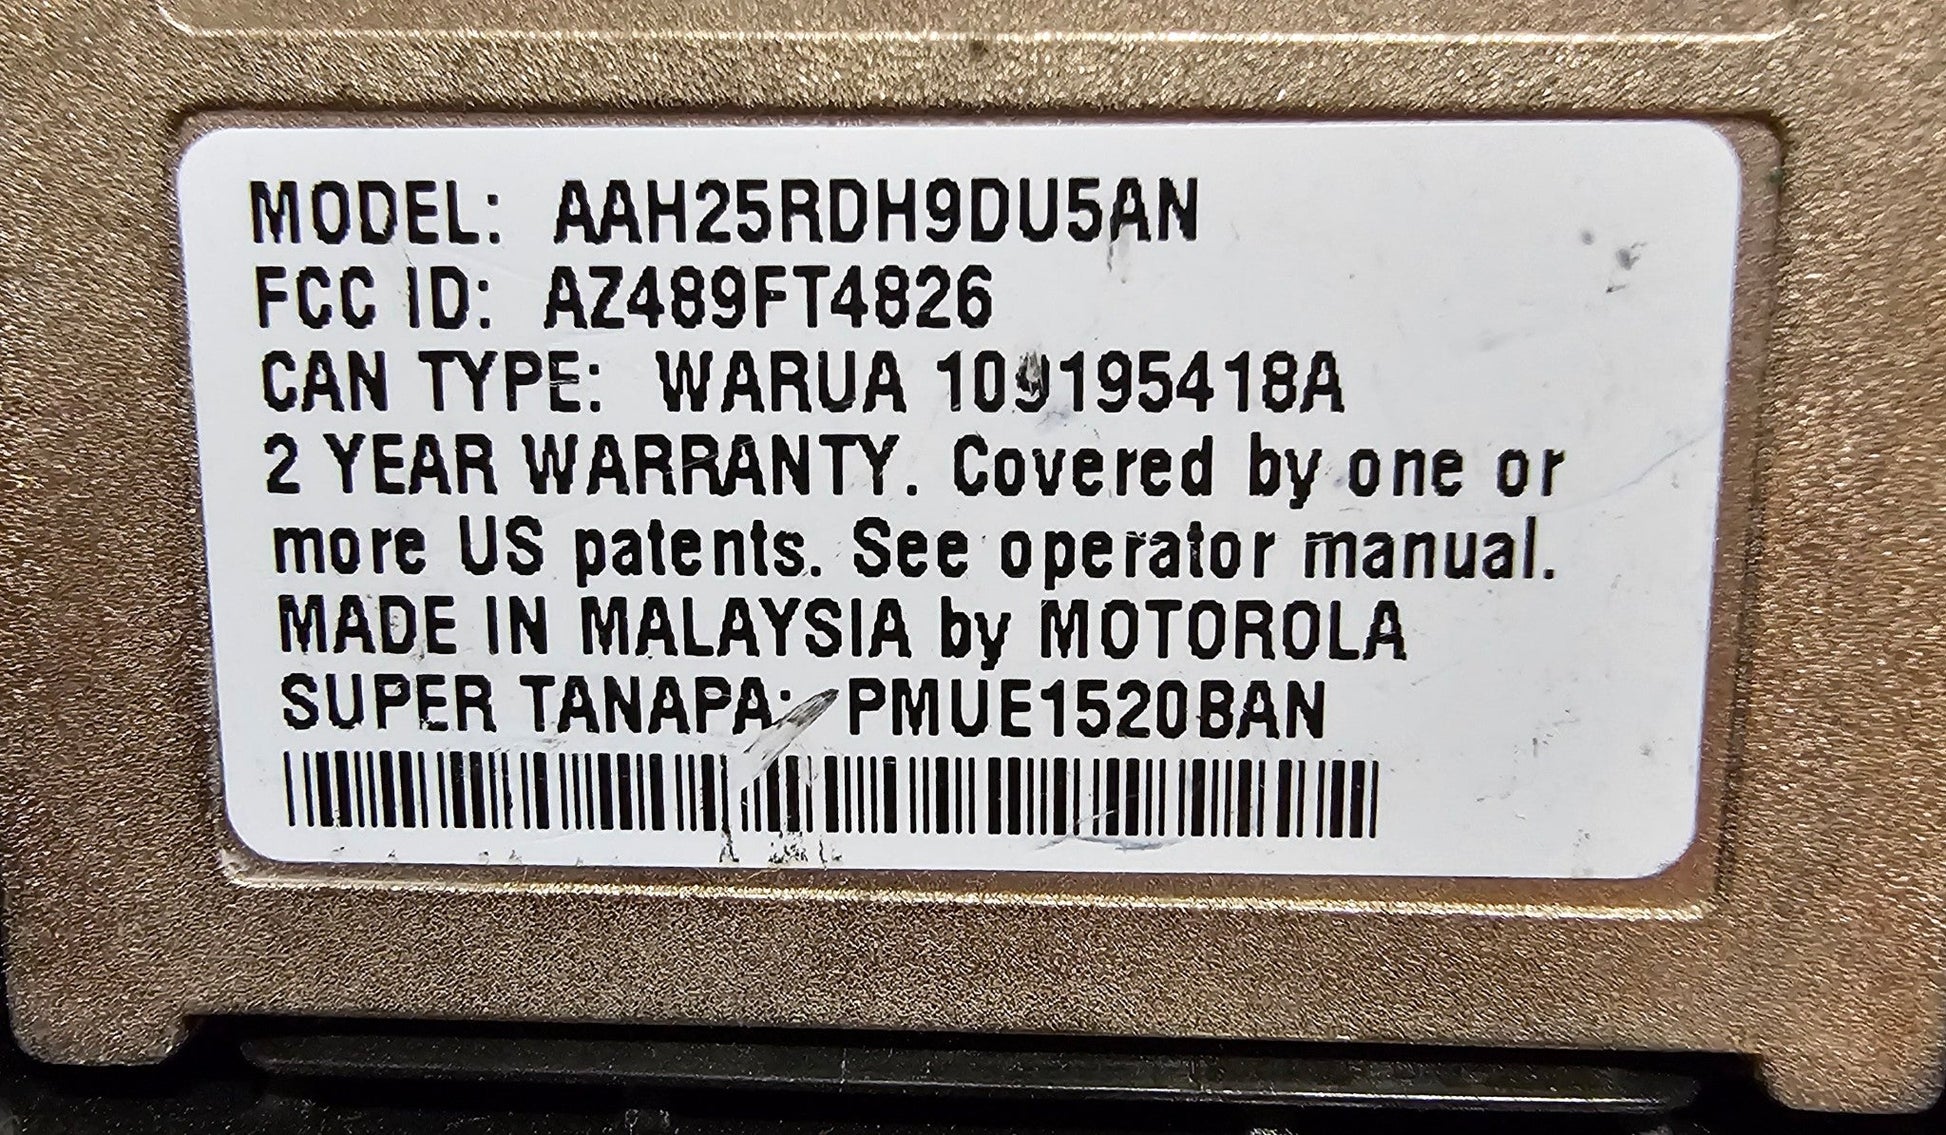 MODEL: AAH25RDH9DU5AN
FCC ID: AZ489FT4826
CAN TYPE: WARUA 109195418A
2 YEAR WARRANTY. Covered by one or
more US patents. See operator manual.
MADE IN MALAYSIA by MOTOROLA
SUPER TANAPA: PMUE1520BAN